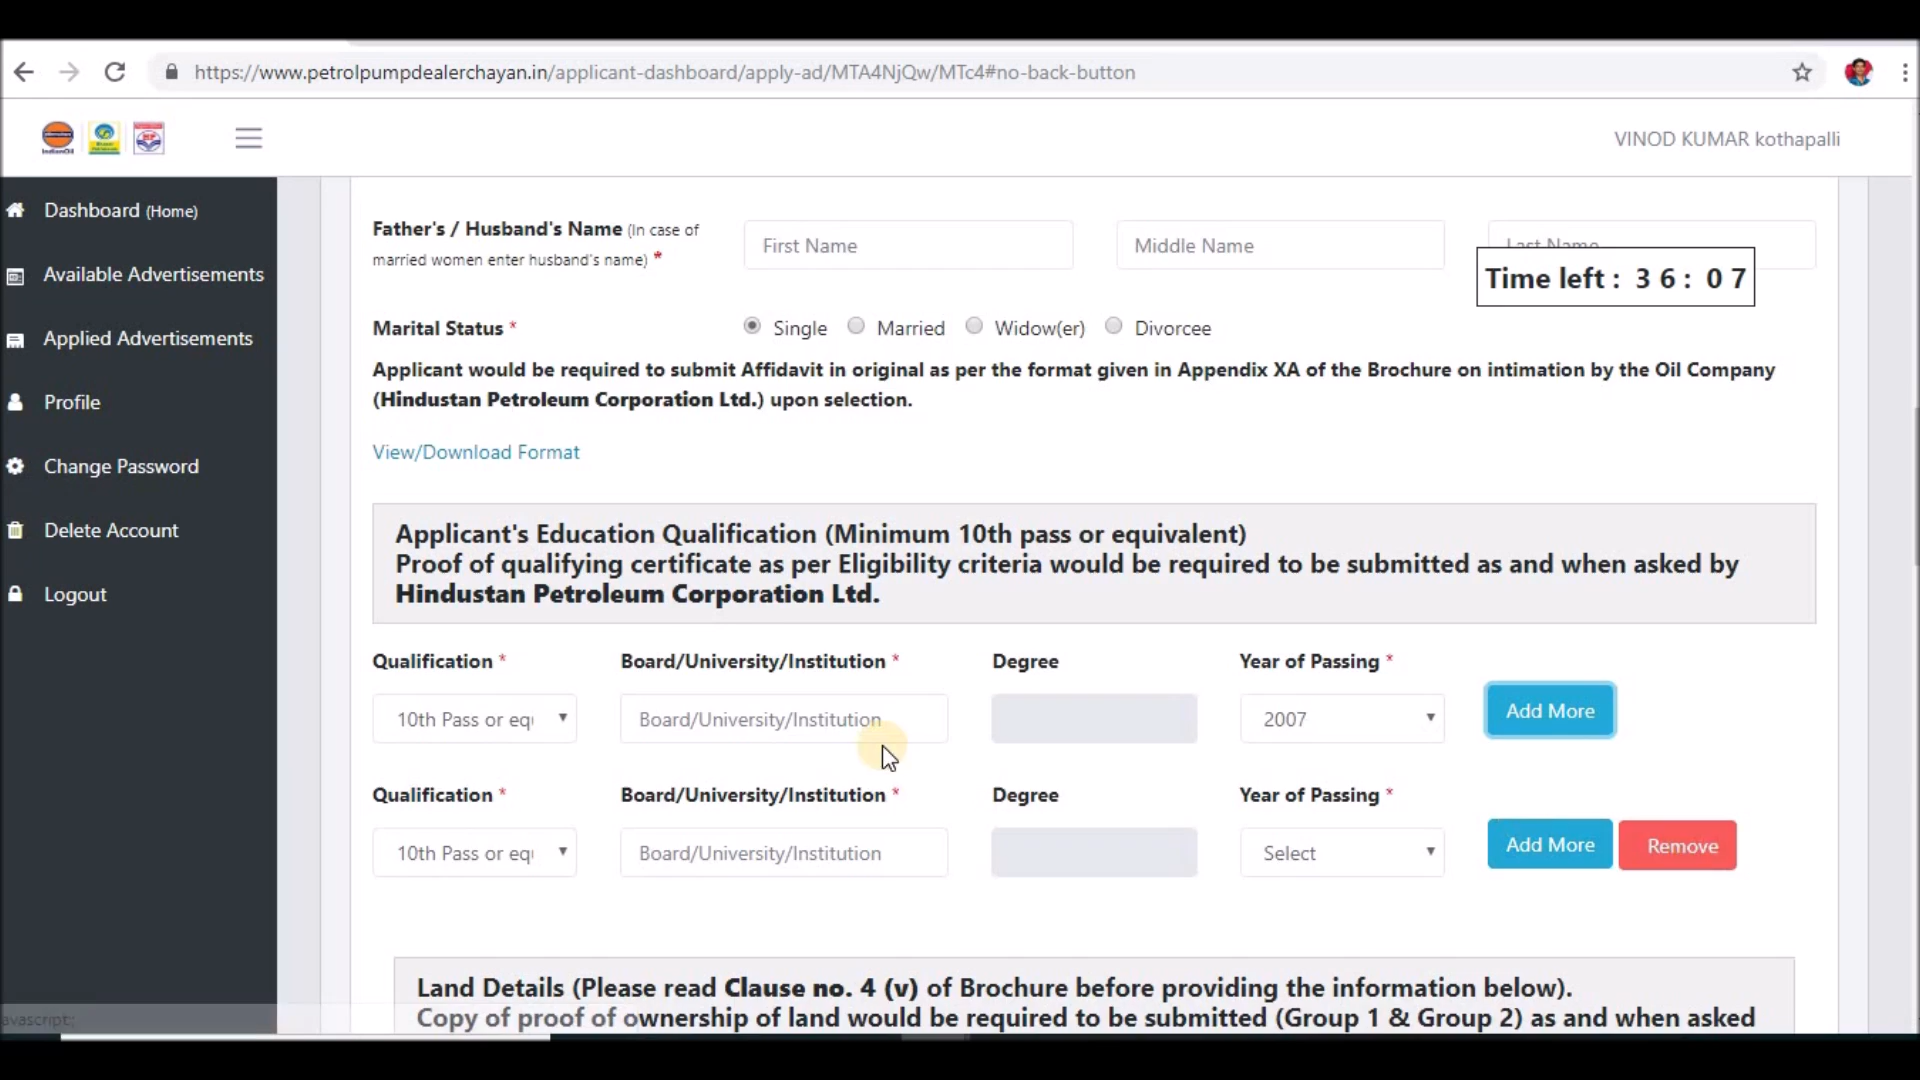 https://www.petrolpumpdealerchayan.in/applicant-dashboard/apply-ad/MTA4NjQw/MTc4#no-back-button
IndianOil
HP
VINOD KUMAR kothapalli
Dashboard (Home)
Available Advertisements
Applied Advertisements
Profile
Change Password
Delete Account
Logout
Father's / Husband's Name (In case of
married women enter husband's name) *
First Name
Middle Name
Last Name
Time left : 3 6 : 0 7
Marital Status *
Single
Married
Widow(er)
Divorcee
Applicant would be required to submit Affidavit in original as per the format given in Appendix XA of the Brochure on intimation by the Oil Company
(Hindustan Petroleum Corporation Ltd.) upon selection.
View/Download Format
Applicant's Education Qualification (Minimum 10th pass or equivalent)
Proof of qualifying certificate as per Eligibility criteria would be required to be submitted as and when asked by
Hindustan Petroleum Corporation Ltd.
Qualification * Board/University/Institution * Degree Year of Passing *
10th Pass or equ Board/University/Institution 2007 Add More
Qualification * Board/University/Institution * Degree Year of Passing *
10th Pass or equ Board/University/Institution Select Add More Remove
Land Details (Please read Clause no. 4 (v) of Brochure before providing the information below).
Copy of proof of ownership of land would be required to be submitted (Group 1 & Group 2) as and when asked
avascript:;